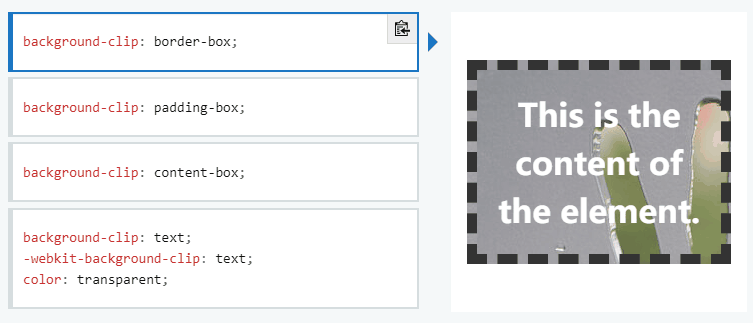 background-clip: border-box;
background-clip: padding-box;
background-clip: content-box;
background-clip: text;
-webkit-background-clip: text;
color: transparent;
This is the
content of
the element.